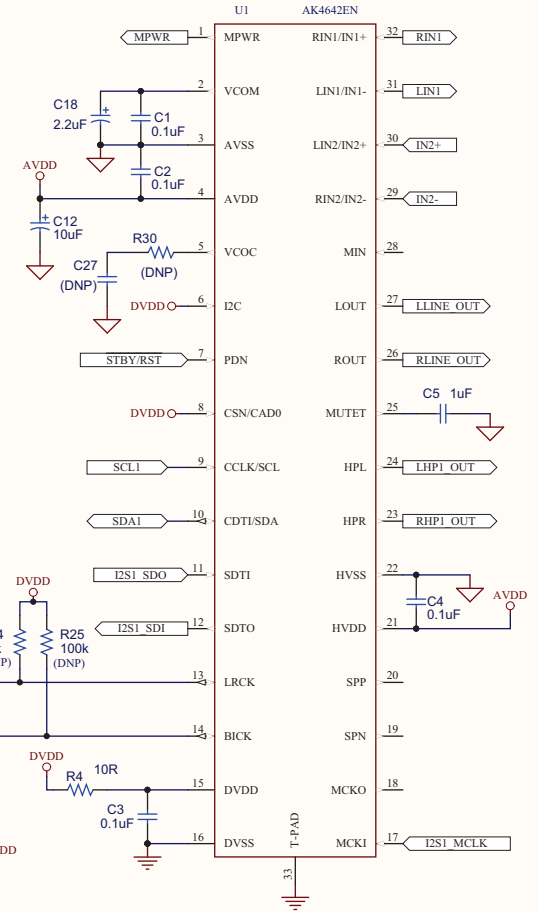 U1 AK4642EN
MPWR 1 MPWR RIN1/IN1+ 32 RIN1
2 VCOM LIN1/IN1- 31 LIN1
C18
2.2uF
C1
0.1uF
3 AVSS LIN2/IN2+ 30 IN2+
AVDD
C2
0.1uF
4 AVDD RIN2/IN2- 29 IN2-
C12
10uF
R30
(DNP)
5 VCOC MIN 28
C27
(DNP)
DVDD 6 I2C LOUT 27 LLINE_OUT
STBY/RST 7 PDN ROUT 26 RLINE_OUT
C5 1uF
DVDD 8 CSN/CAD0 MUTET 25
SCL1 9 CCLK/SCL HPL 24 LHP1_OUT
SDA1 10 CDTI/SDA HPR 23 RHP1_OUT
I2S1_SDO 11 SDTI HVSS 22
DVDD
C4
0.1uF
AVDD
I2S1_SDI 12 SDTO HVDD 21
4
R25
100k
(DNP)
P)
13 LRCK SPP 20
14 BICK SPN 19
DVDD
R4 10R
15 DVDD MCKO 18
C3
0.1uF
16 DVSS MCKI 17 I2S1_MCLK
T-PAD
33
DD